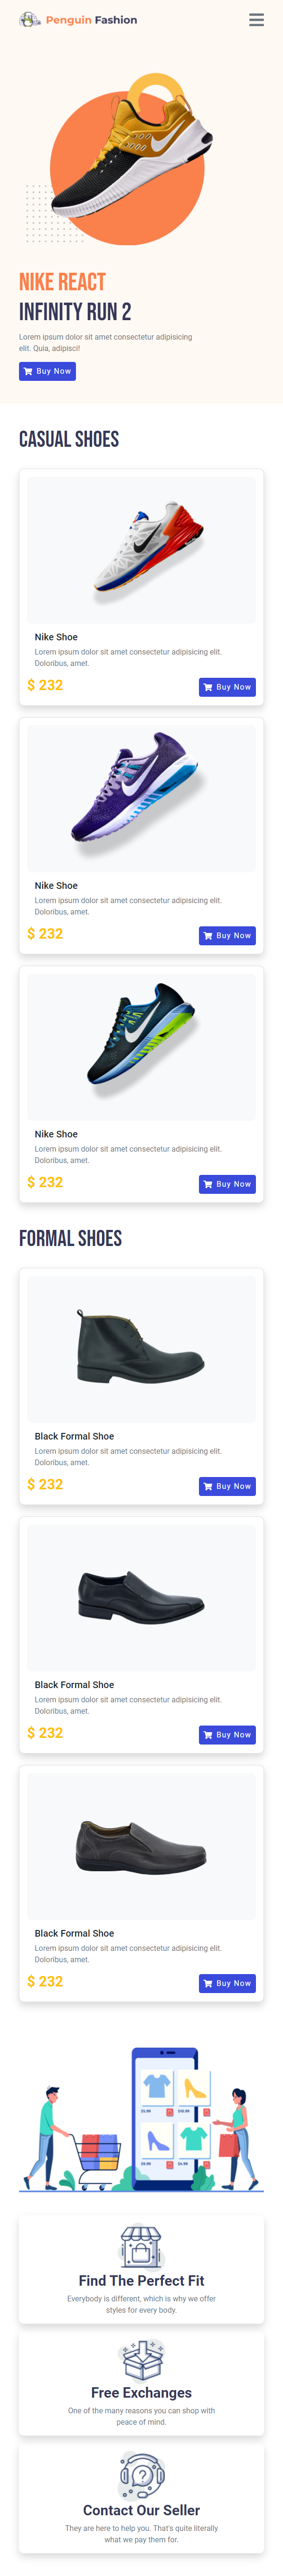 Penguin Fashion
NIKE REACT
INFINITY RUN 2
Lorem ipsum dolor sit amet consectetur adipisicing
elit. Quia, adipisci!
Buy Now
CASUAL SHOES
Nike Shoe
Lorem ipsum dolor sit amet consectetur adipisicing elit.
Doloribus, amet.
$ 232
Buy Now
Nike Shoe
Lorem ipsum dolor sit amet consectetur adipisicing elit.
Doloribus, amet.
$ 232
Buy Now
Nike Shoe
Lorem ipsum dolor sit amet consectetur adipisicing elit.
Doloribus, amet.
$ 232
Buy Now
FORMAL SHOES
Black Formal Shoe
Lorem ipsum dolor sit amet consectetur adipisicing elit.
Doloribus, amet.
$ 232
Buy Now
Black Formal Shoe
Lorem ipsum dolor sit amet consectetur adipisicing elit.
Doloribus, amet.
$ 232
Buy Now
Black Formal Shoe
Lorem ipsum dolor sit amet consectetur adipisicing elit.
Doloribus, amet.
$ 232
Buy Now
Find The Perfect Fit
Everybody is different, which is why we offer
styles for every body.
Free Exchanges
One of the many reasons you can shop with
peace of mind.
Contact Our Seller
They are here to help you. That's quite literally
what we pay them for.